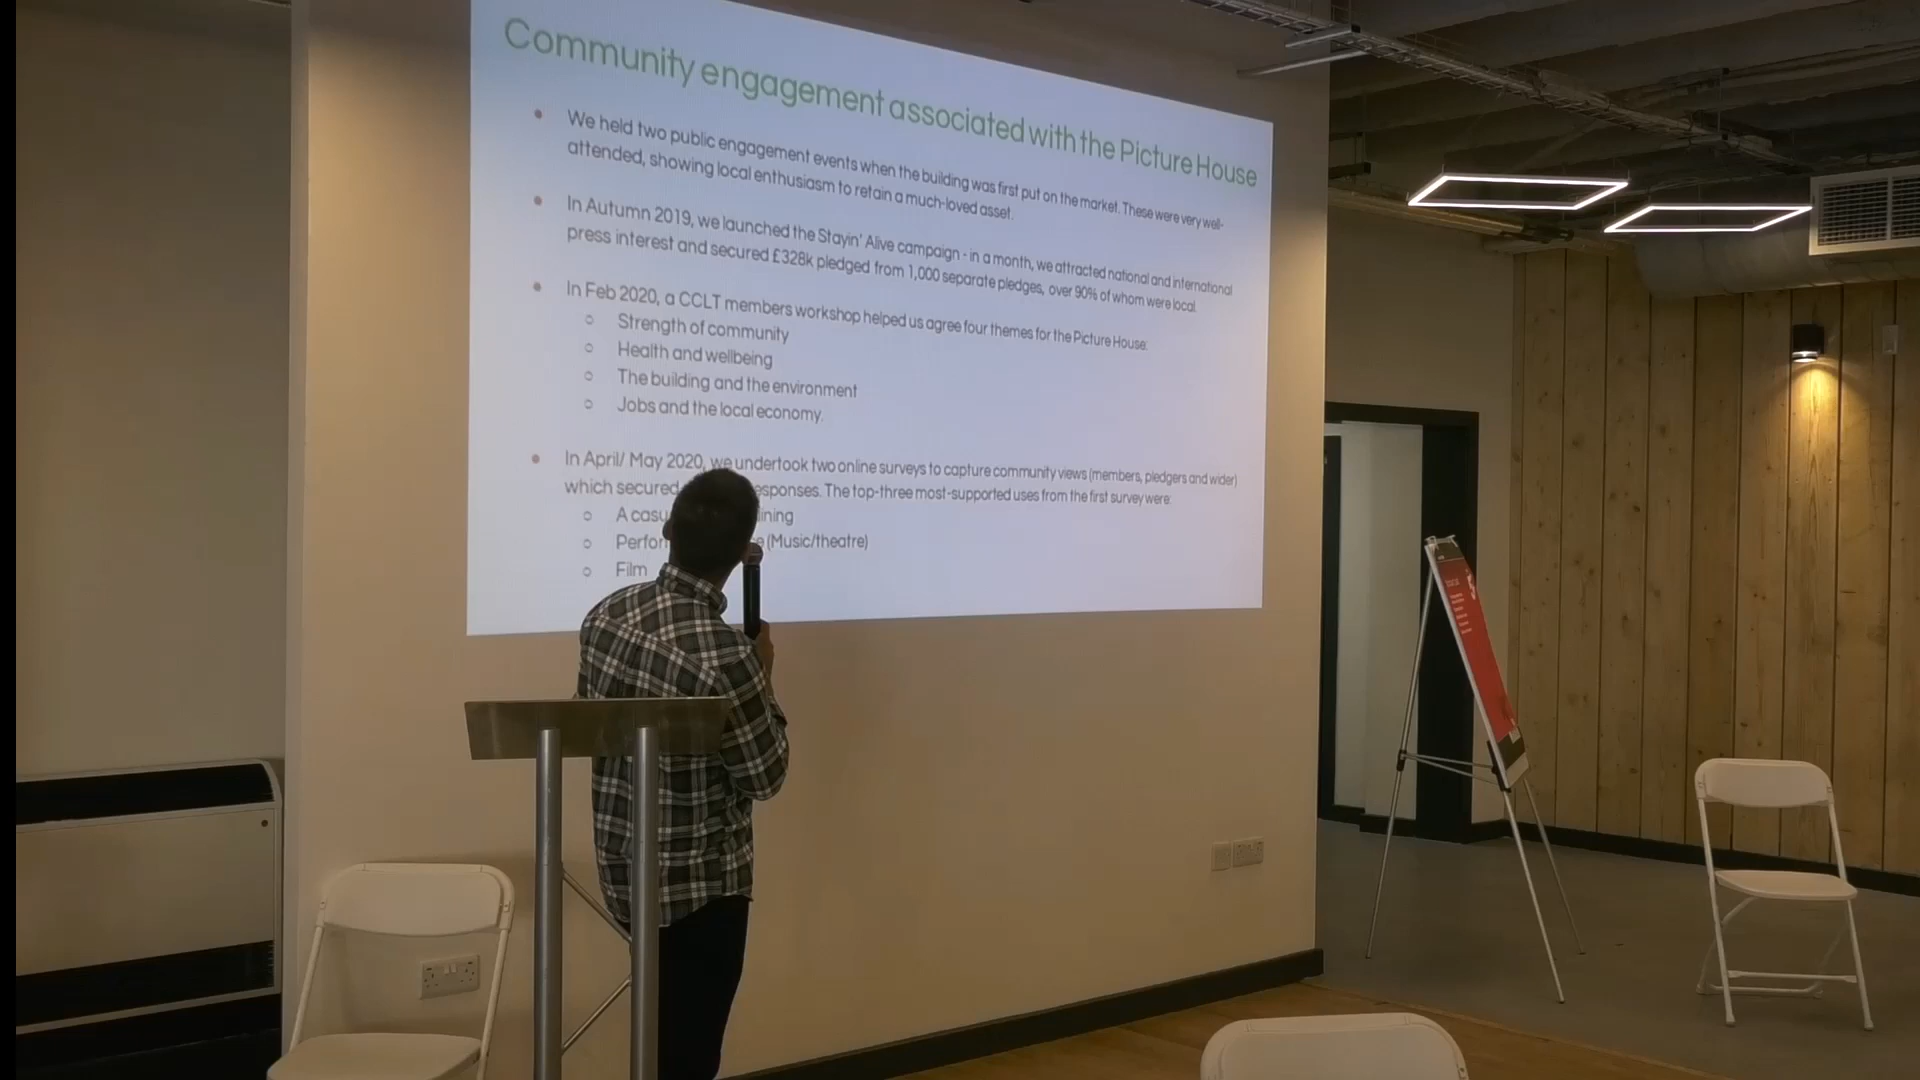 Community engagement associated with the Picture House
We held two public engagement events when the building was first put on the market. These were very well-
attended, showing local enthusiasm to retain a much-loved asset.
In Autumn 2019, we launched the Stayin' Alive campaign - in a month, we attracted national and international
press interest and secured £328k pledged from 1,000 separate pledges, over 90% of whom were local.
In Feb 2020, a CCLT members workshop helped us agree four themes for the Picture House:
Strength of community
Health and wellbeing
The building and the environment
Jobs and the local economy.
In April/ May 2020, we undertook two online surveys to capture community views (members, pledgers and wider)
which secured responses. The top-three most-supported uses from the first survey were:
A
(Music/theatre)
Film